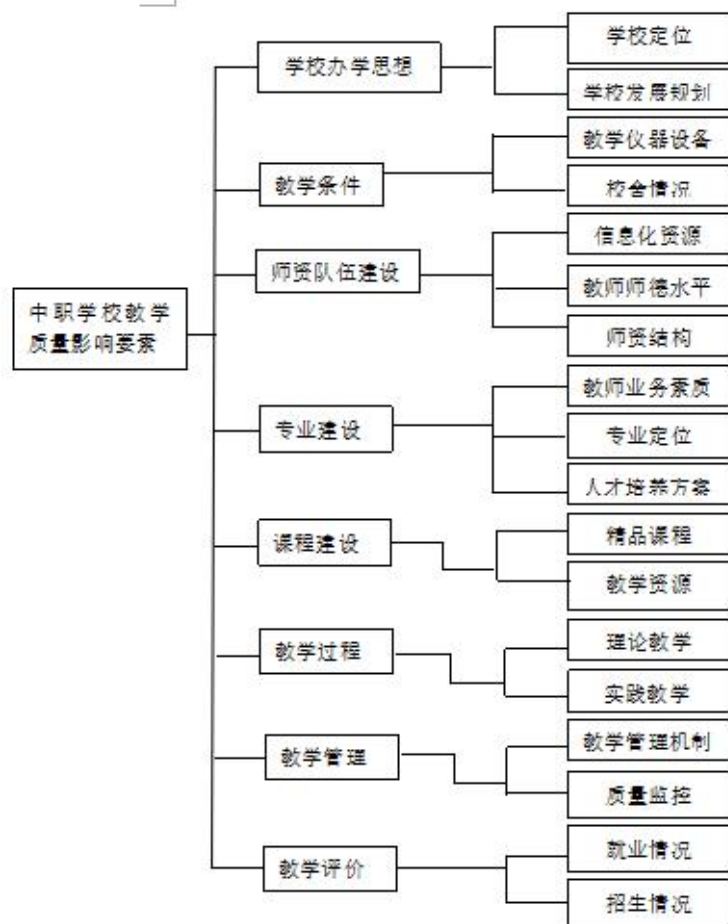 学校办学思想
学校定位
学校发展规划
教学条件
教学仪器设备
校舍情况
师资队伍建设
信息化资源
教师师德水平
师资结构
中职学校教学
质量影响要素
专业建设
教师业务素质
专业定位
人才培养方案
课程建设
精品课程
教学资源
教学过程
理论教学
实践教学
教学管理
教学管理机制
质量监控
教学评价
就业情况
招生情况